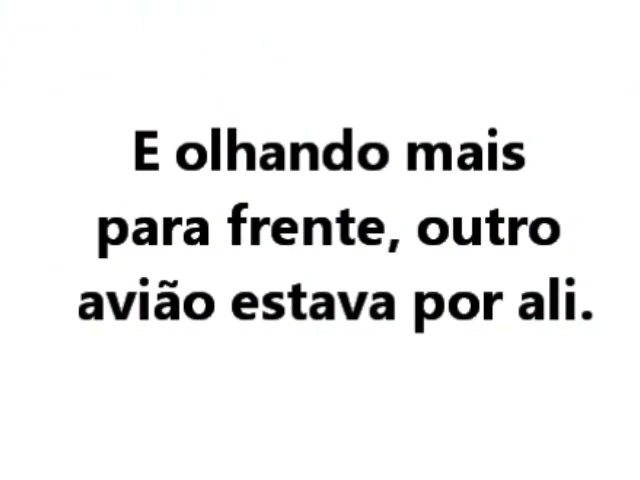 E olhando mais
para frente, outro
avião estava por ali.